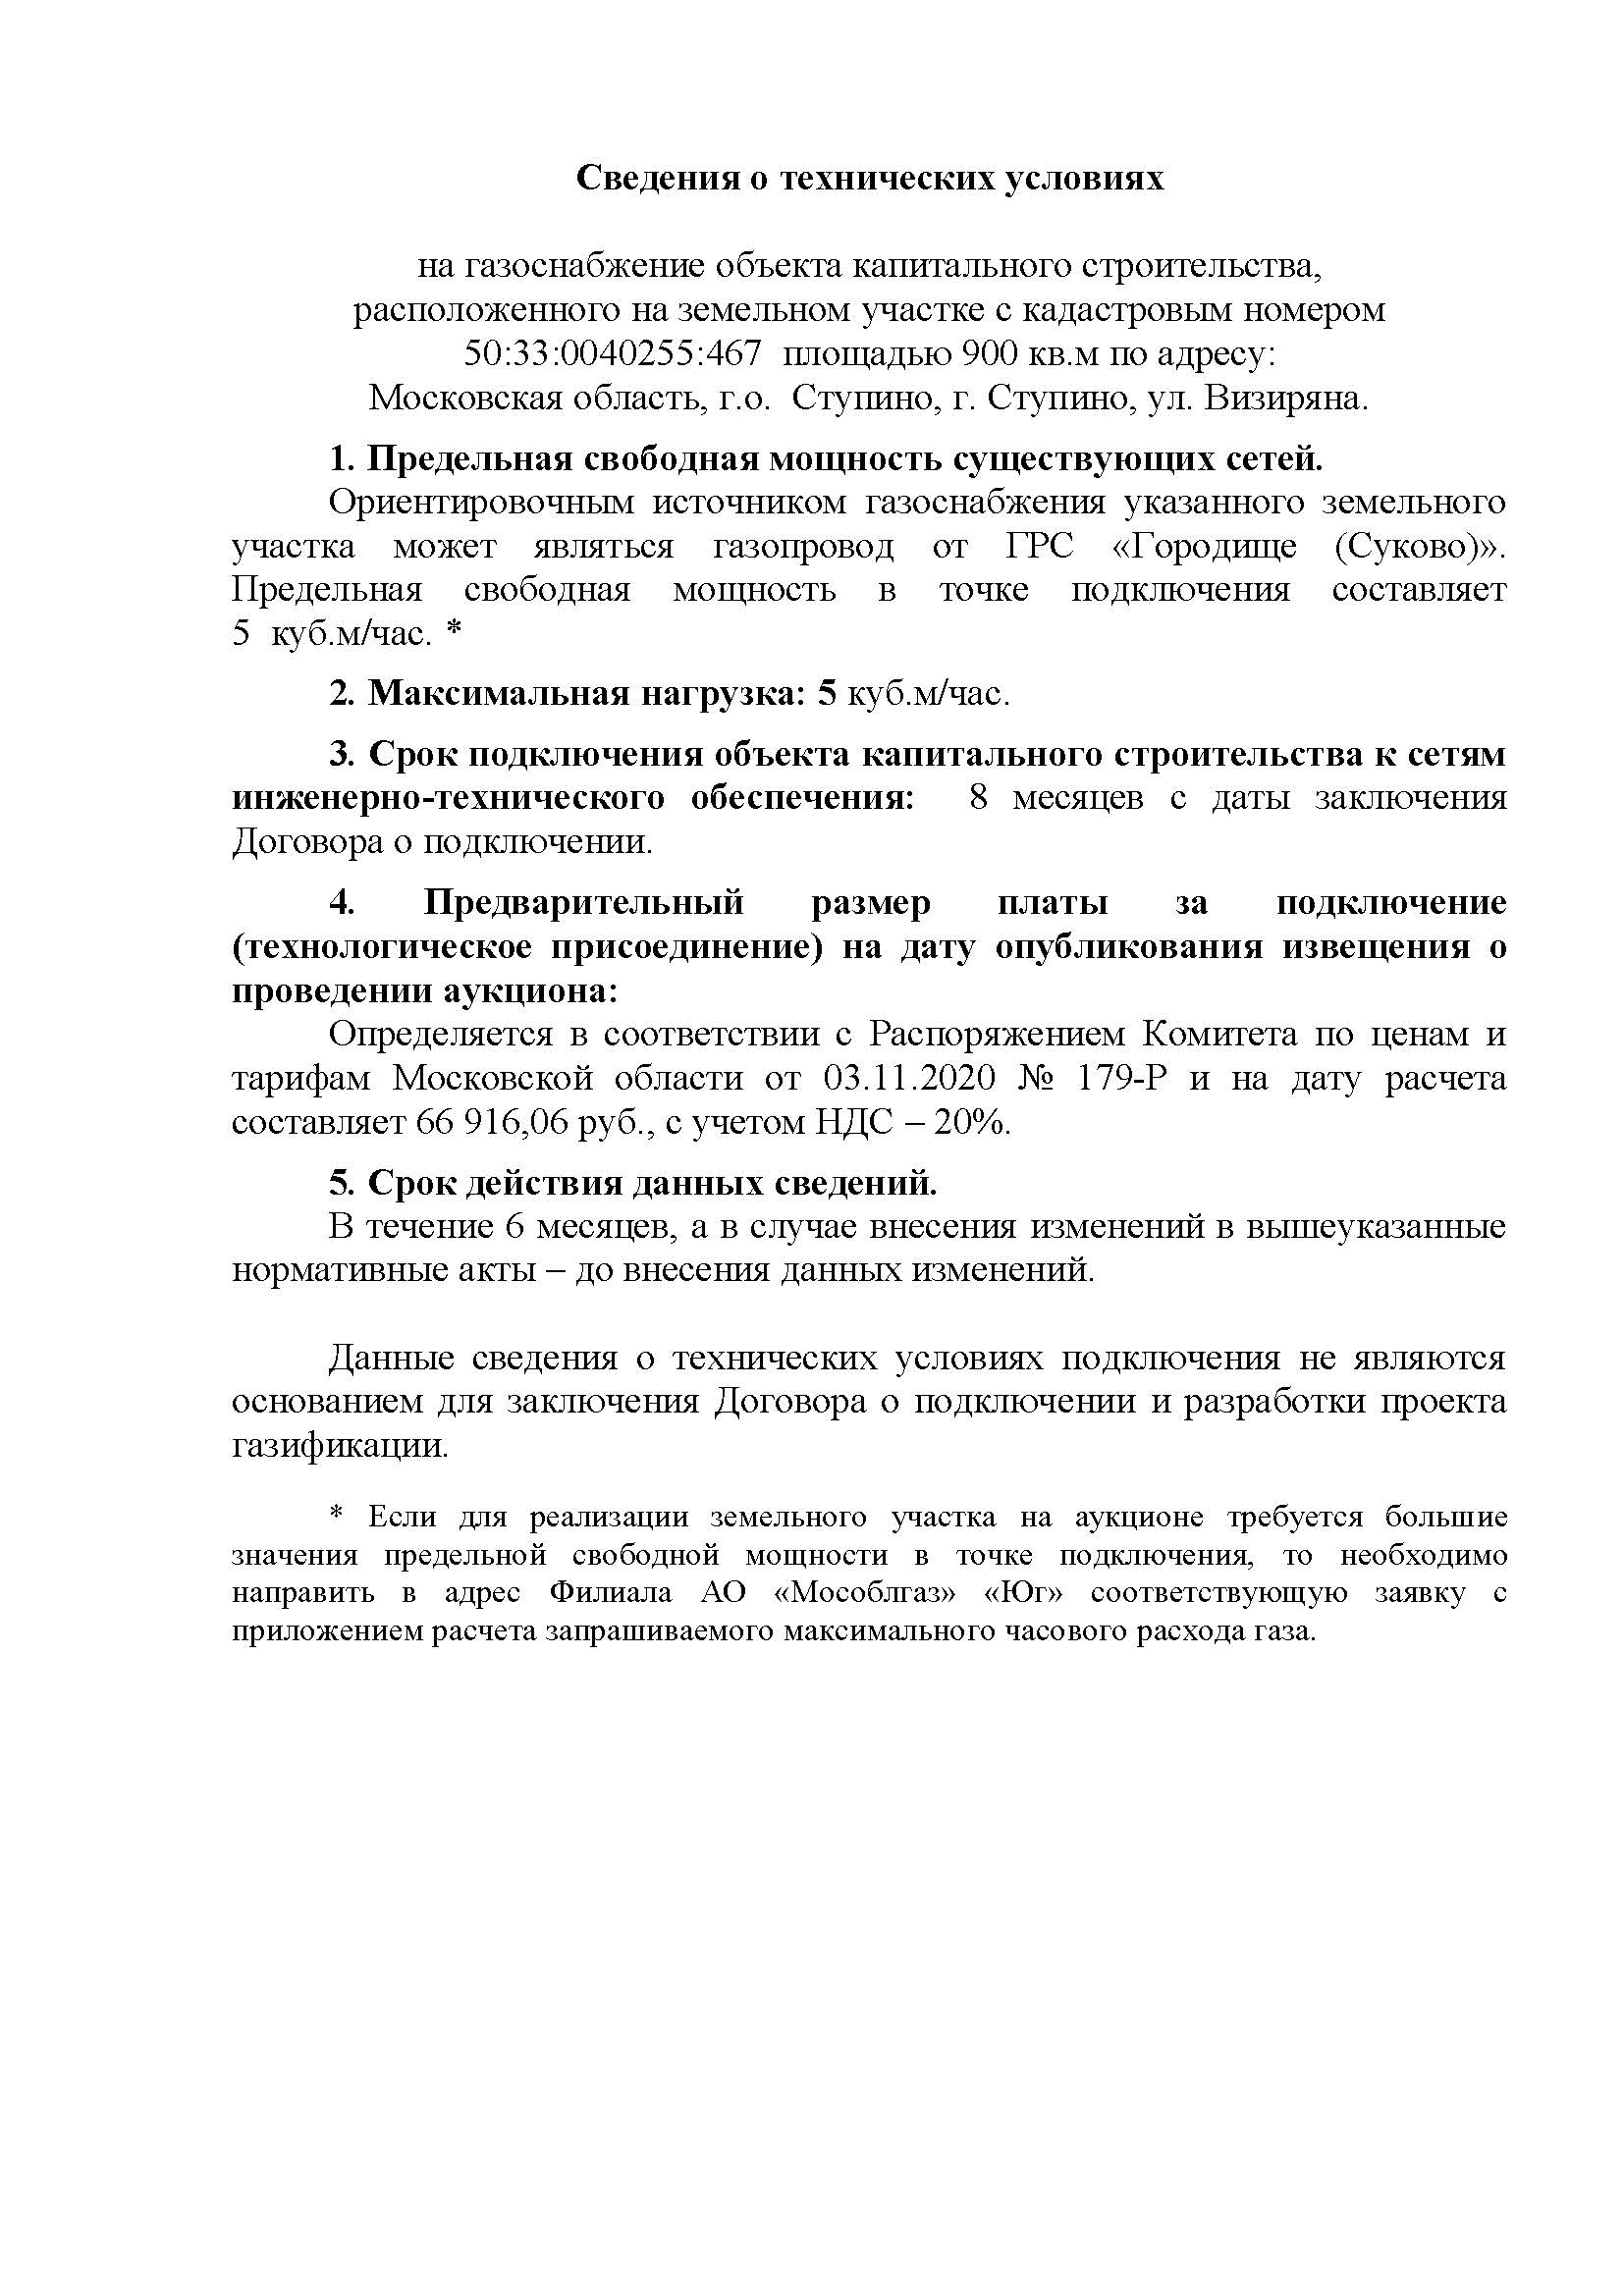 Сведения о технических условиях
на газоснабжение объекта капитального строительства,
расположенного на земельном участке с кадастровым номером
50:33:0040255:467 площадью 900 кв.м по адресу:
Московская область, г.о. Ступино, г. Ступино, ул. Визиряна.
1. Предельная свободная мощность существующих сетей.
Ориентировочным источником газоснабжения указанного земельного
участка может являться газопровод от ГРС «Городище (Суково)».
Предельная свободная мощность в точке подключения составляет
5 куб.м/час. *
2. Максимальная нагрузка: 5 куб.м/час.
3. Срок подключения объекта капитального строительства к сетям
инженерно-технического обеспечения: 8 месяцев с даты заключения
Договора о подключении.
4. Предварительный размер платы за подключение
(технологическое присоединение) на дату опубликования извещения о
проведении аукциона:
Определяется в соответствии с Распоряжением Комитета по ценам и
тарифам Московской области от 03.11.2020 № 179-Р и на дату расчета
составляет 66 916,06 руб., с учетом НДС – 20%.
5. Срок действия данных сведений.
В течение 6 месяцев, а в случае внесения изменений в вышеуказанные
нормативные акты – до внесения данных изменений.
Данные сведения о технических условиях подключения не являются
основанием для заключения Договора о подключении и разработки проекта
газификации.
* Если для реализации земельного участка на аукционе требуется большие
значения предельной свободной мощности в точке подключения, то необходимо
направить в адрес Филиала АО «Мособлгаз» «Юг» соответствующую заявку с
приложением расчета запрашиваемого максимального часового расхода газа.